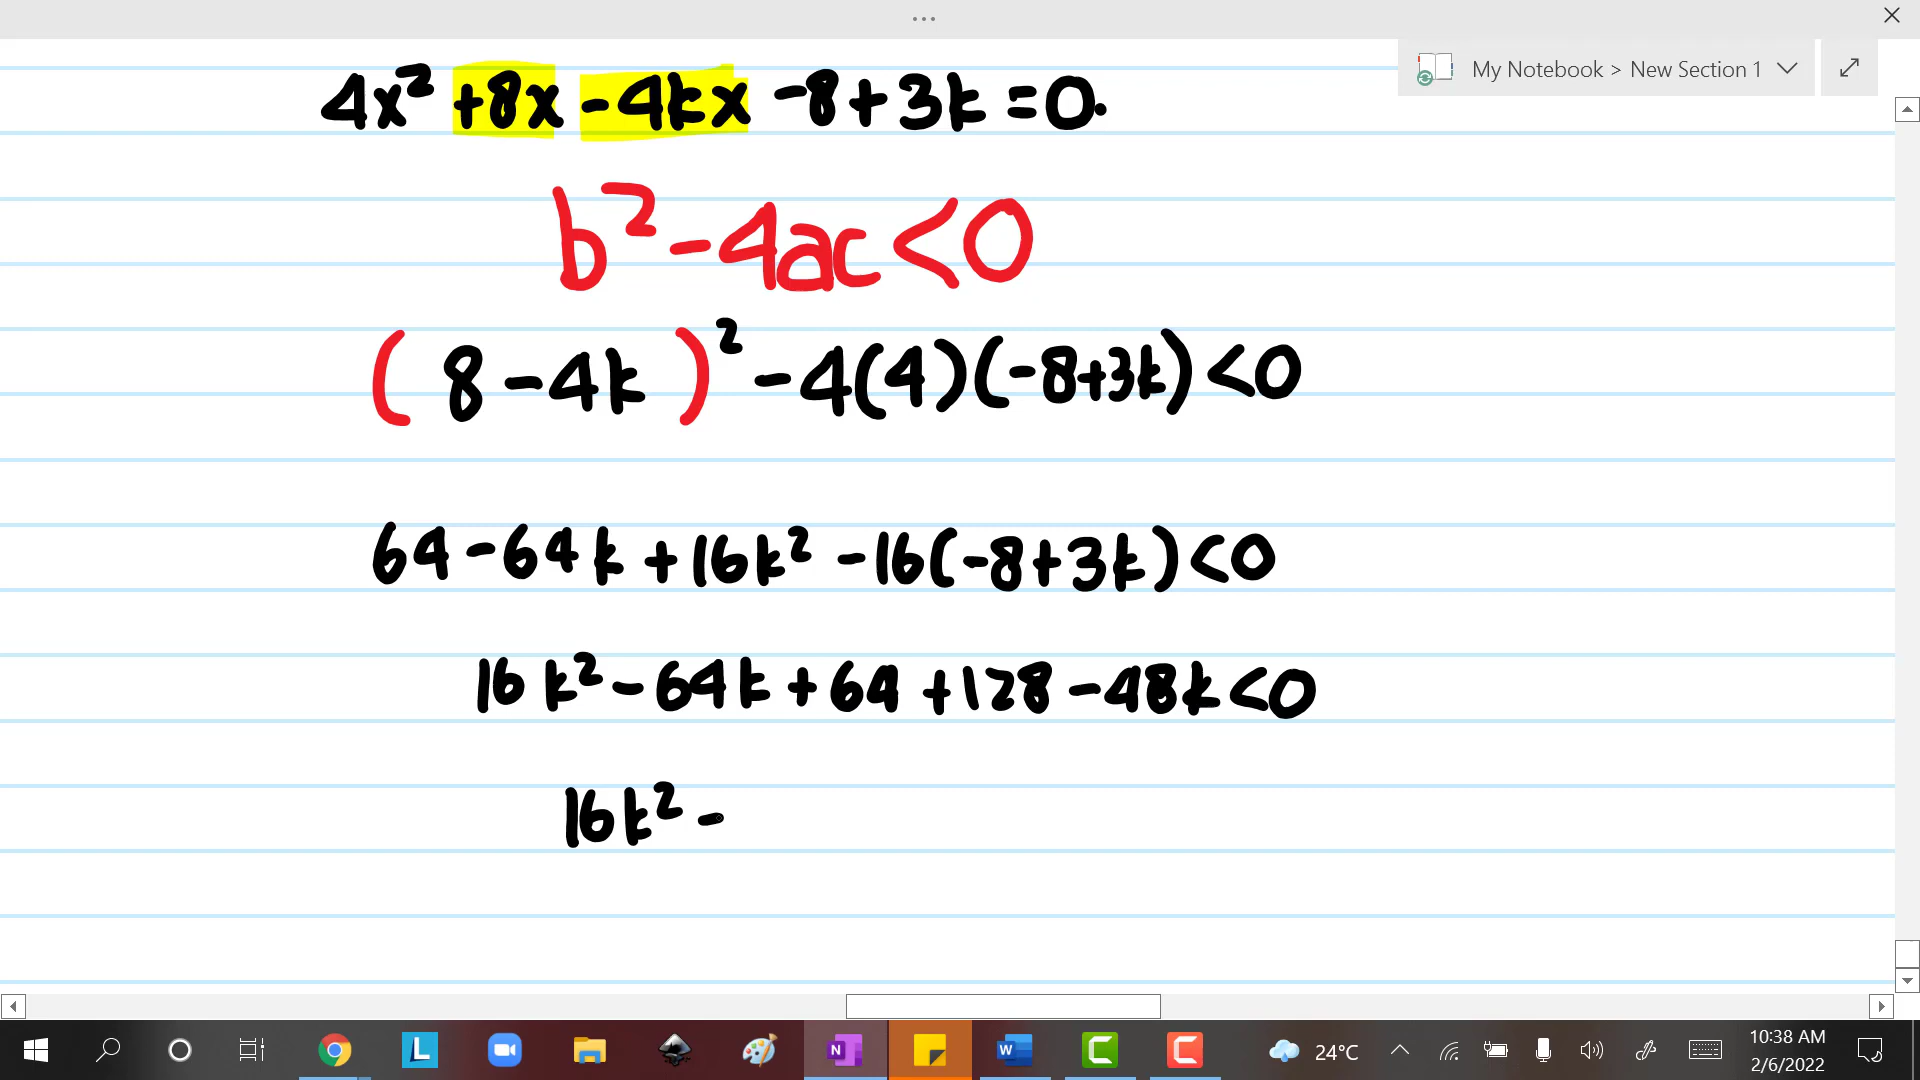 My Notebook > New Section 1
4x² +8x -4kx -8+3k =0.
b² -4ac <0
( 8 -4k )² -4(4)(-8+3k) <0
64 -64k +16k² -16(-8+3k) <0
16k² -64k +64 +128 -48k <0
16k² -
24°C
10:38 AM
2/6/2022